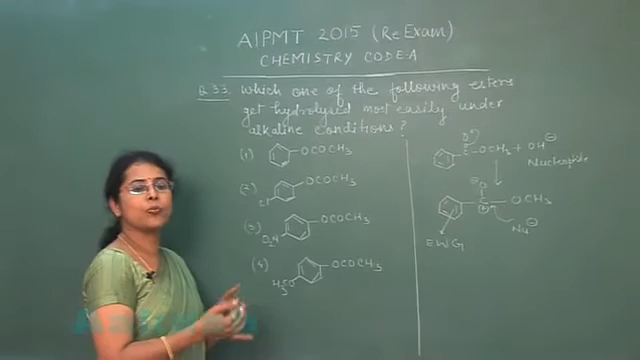 AIPMT 2015 (Re Exam)
CHEMISTRY CODE:A
Q.33. Which one of the following esters
get hydrolysed most easily under
alkaline conditions?
(1) OCOCH3
(2) Cl OCOCH3
(3) O2N OCOCH3
(4) H3CO OCOCH3
O
C - OCH3 + OH⊖
Nucleophile
⊖
O
C OCH3
⊕
Nu⊖
EWG